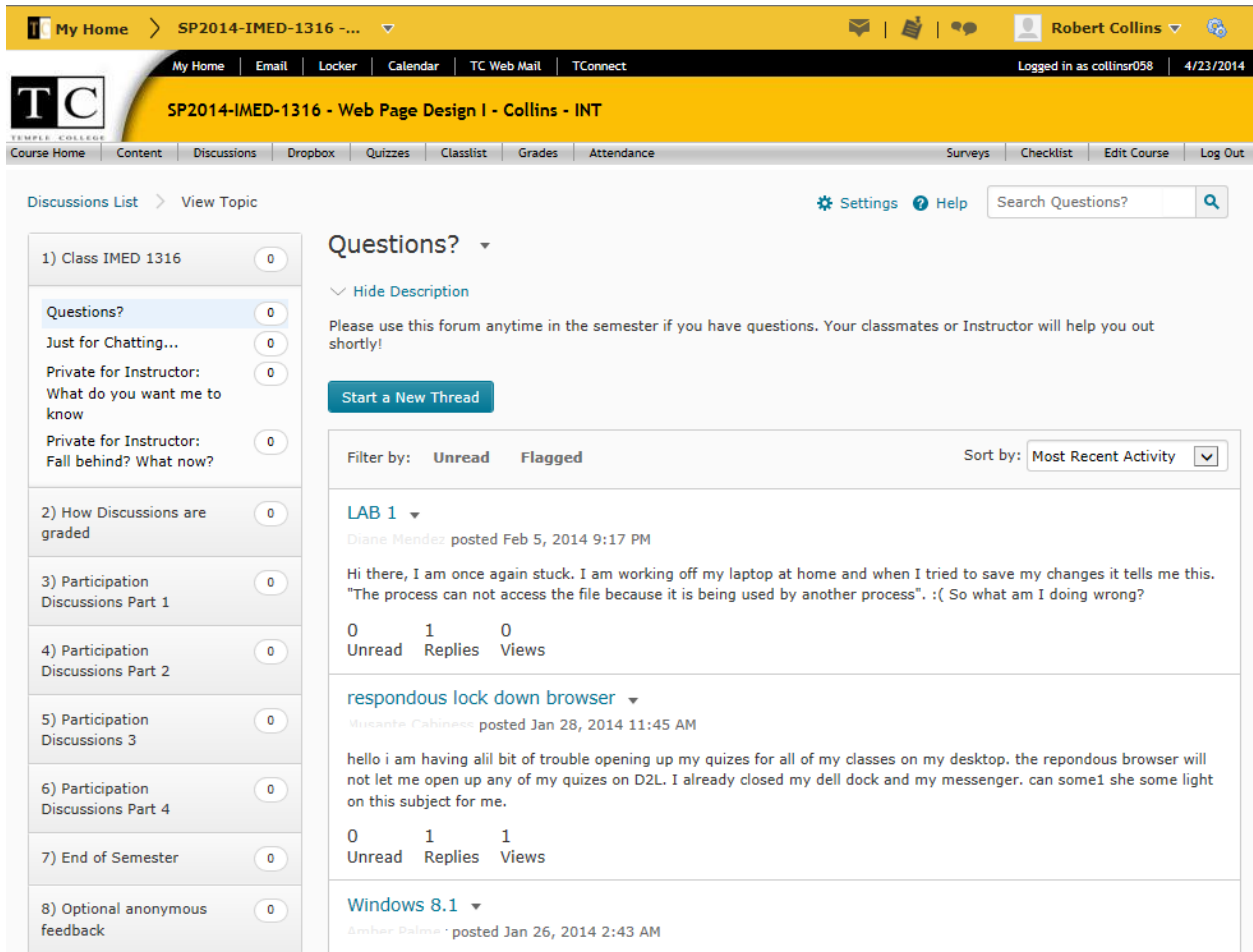 TC My Home SP2014-IMED-1316 -... Robert Collins
My Home Email Locker Calendar TC Web Mail TConnect Logged in as collinsr058 4/23/2014
TC
TEMPLE COLLEGE
SP2014-IMED-1316 - Web Page Design I - Collins - INT
Course Home Content Discussions Dropbox Quizzes Classlist Grades Attendance Surveys Checklist Edit Course Log Out
Discussions List View Topic Settings Help Search Questions?
1) Class IMED 1316 0
Questions? 0
Just for Chatting... 0
Private for Instructor: 0
What do you want me to
know
Private for Instructor: 0
Fall behind? What now?
2) How Discussions are 0
graded
3) Participation 0
Discussions Part 1
4) Participation 0
Discussions Part 2
5) Participation 0
Discussions 3
6) Participation 0
Discussions Part 4
7) End of Semester 0
8) Optional anonymous 0
feedback
Questions?
Hide Description
Please use this forum anytime in the semester if you have questions. Your classmates or Instructor will help you out
shortly!
Start a New Thread
Filter by: Unread Flagged Sort by: Most Recent Activity
LAB 1
Diane Mendez posted Feb 5, 2014 9:17 PM
Hi there, I am once again stuck. I am working off my laptop at home and when I tried to save my changes it tells me this.
"The process can not access the file because it is being used by another process". :( So what am I doing wrong?
0 1 0
Unread Replies Views
respondous lock down browser
posted Jan 28, 2014 11:45 AM
hello i am having alil bit of trouble opening up my quizes for all of my classes on my desktop. the repondous browser will
not let me open up any of my quizes on D2L. I already closed my dell dock and my messenger. can some1 she some light
on this subject for me.
0 1 1
Unread Replies Views
Windows 8.1
posted Jan 26, 2014 2:43 AM